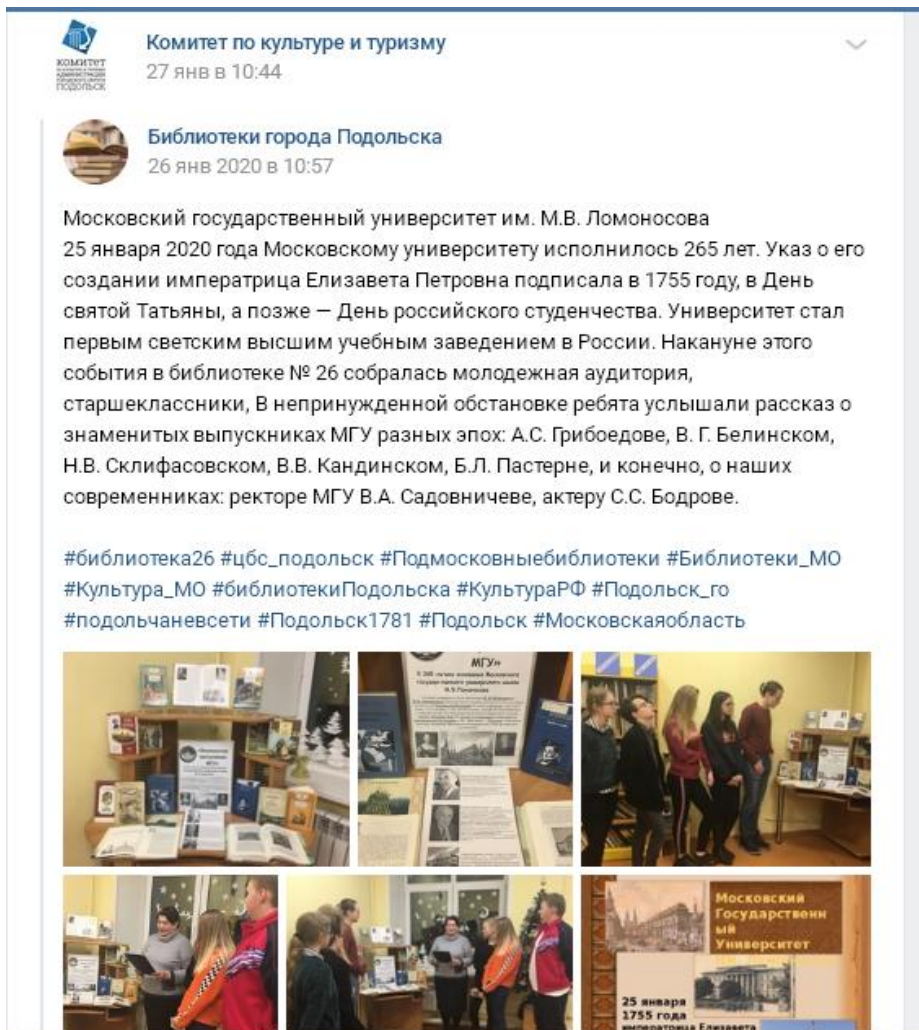 Комитет по культуре и туризму
27 янв в 10:44
КОМИТЕТ
ПОДОЛЬСК
Библиотеки города Подольска
26 янв 2020 в 10:57
Московский государственный университет им. М.В. Ломоносова
25 января 2020 года Московскому университету исполнилось 265 лет. Указ о его
создании императрица Елизавета Петровна подписала в 1755 году, в День
святой Татьяны, а позже — День российского студенчества. Университет стал
первым светским высшим учебным заведением в России. Накануне этого
события в библиотеке № 26 собралась молодежная аудитория,
старшеклассники, В непринужденной обстановке ребята услышали рассказ о
знаменитых выпускниках МГУ разных эпох: А.С. Грибоедове, В. Г. Белинском,
Н.В. Склифасовском, В.В. Кандинском, Б.Л. Пастерне, и конечно, о наших
современниках: ректоре МГУ В.А. Садовничеве, актеру С.С. Бодрове.
#библиотека26 #цбс_подольск #Подмосковныебиблиотеки #Библиотеки_МО
#Культура_МО #библиотекиПодольска #КультураРФ #Подольск_го
#подольчаневсети #Подольск1781 #Подольск #Московскаяобласть
МГУ»
МГУ»
Московский
Государственн
ый
Университет
25 января
1755 года
императрица Елизавета